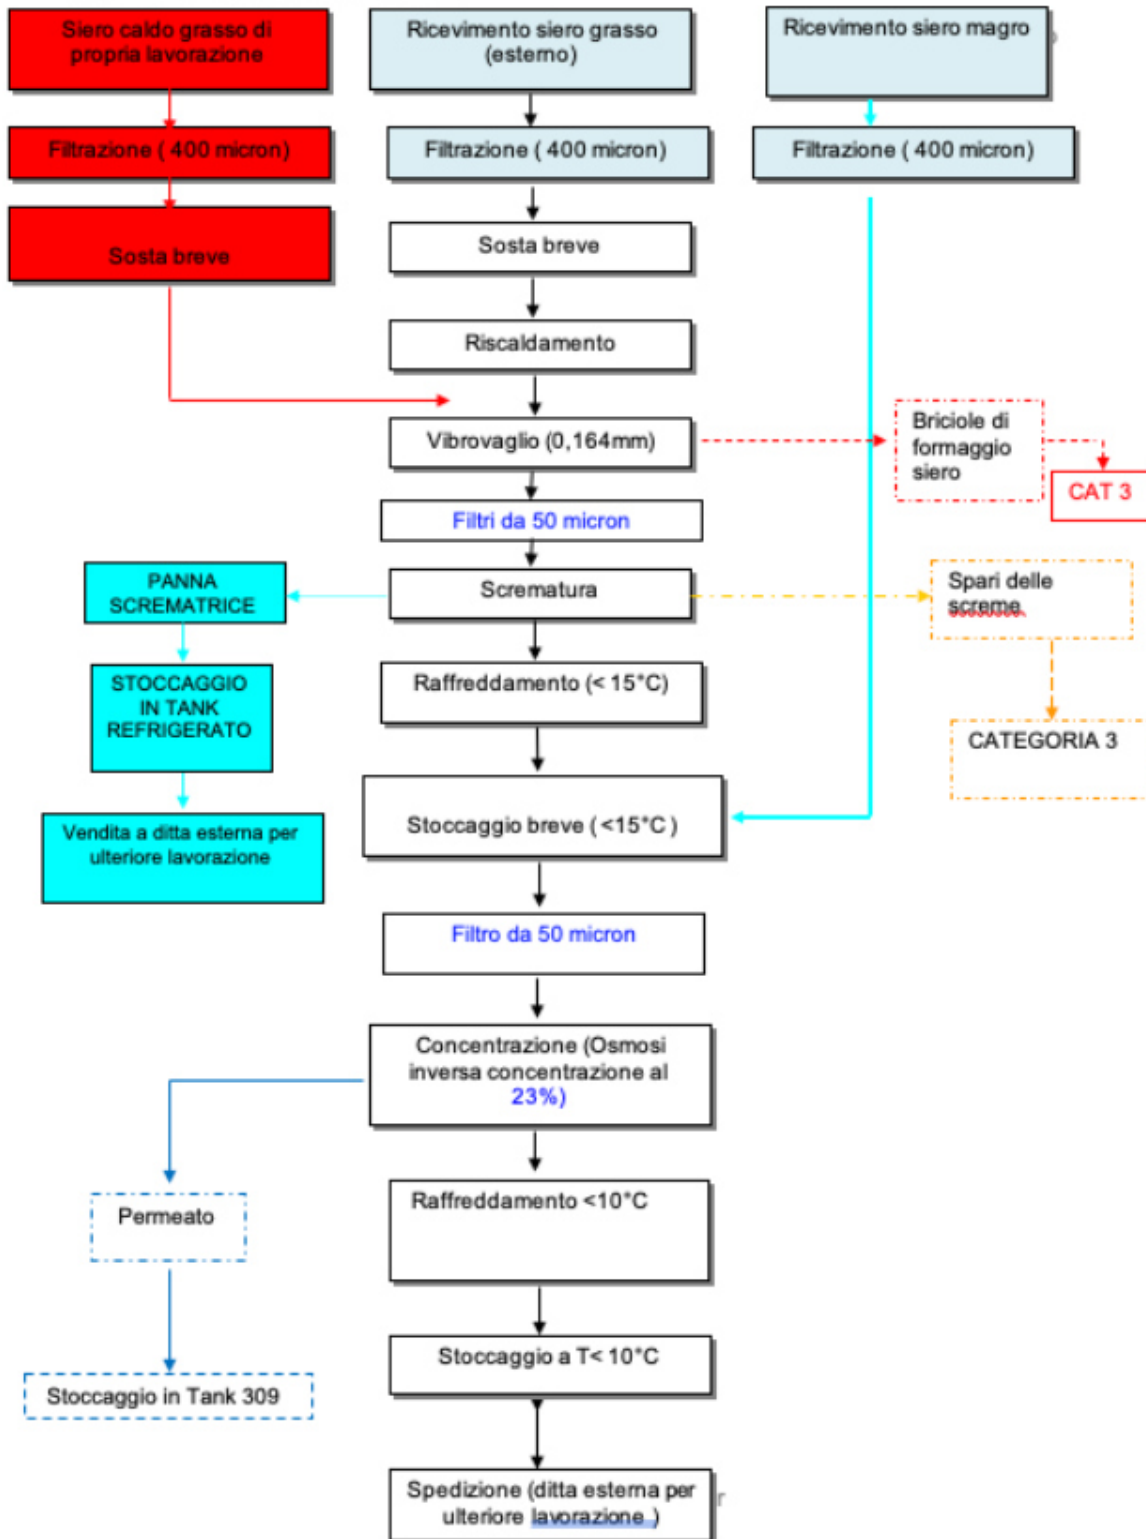 Siero caldo grasso di
propria lavorazione
Ricevimento siero grasso
(esterno)
Ricevimento siero magro
Filtrazione ( 400 micron)
Filtrazione ( 400 micron)
Filtrazione ( 400 micron)
Sosta breve
Sosta breve
Riscaldamento
Vibrovaglio (0,164mm)
Briciole di
formaggio
siero
CAT 3
Filtri da 50 micron
Scrematura
PANNA
SCREMATRICE
Spari delle
screme
STOCCAGGIO
IN TANK
REFRIGERATO
Raffreddamento (< 15°C)
CATEGORIA 3
Vendita a ditta esterna per
ulteriore lavorazione
Stoccaggio breve ( <15°C )
Filtro da 50 micron
Concentrazione (Osmosi
inversa concentrazione al
23%)
Permeato
Raffreddamento <10°C
Stoccaggio a T< 10°C
Stoccaggio in Tank 309
Spedizione (ditta esterna per
ulteriore lavorazione )
r